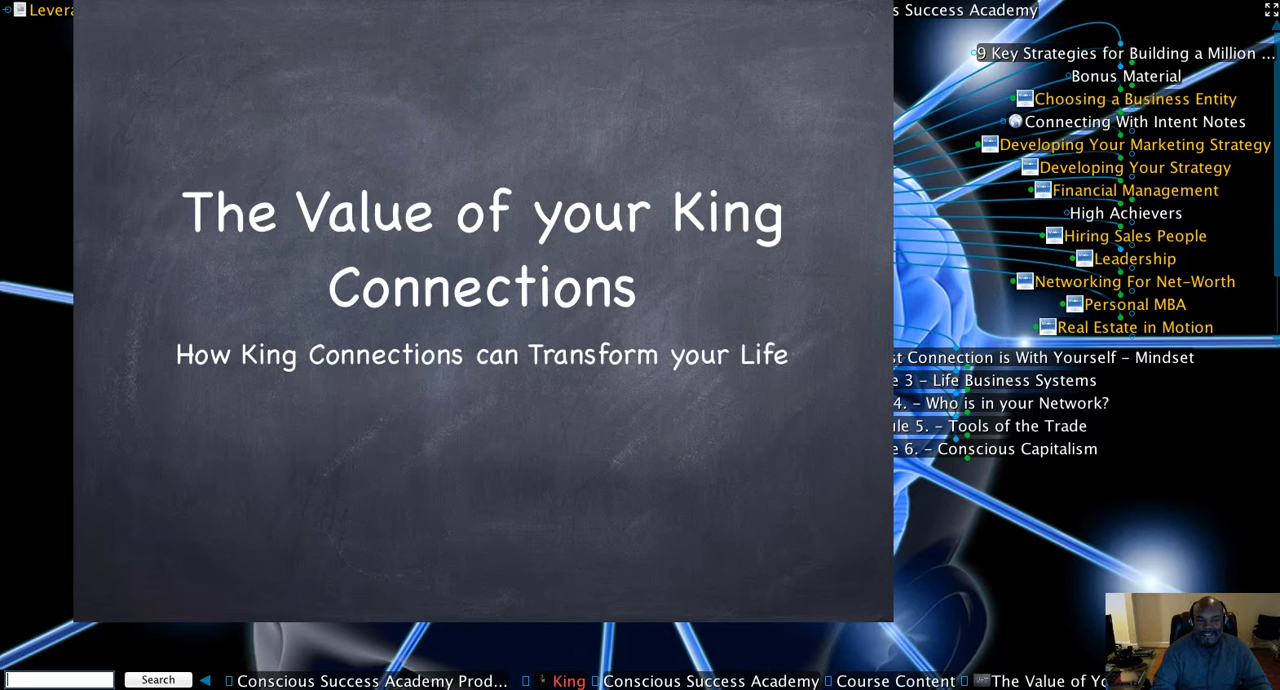 Levera
s Success Academy
9 Key Strategies for Building a Million ...
Bonus Material
Choosing a Business Entity
Connecting With Intent Notes
Developing Your Marketing Strategy
Developing Your Strategy
Financial Management
High Achievers
Hiring Sales People
Leadership
Networking For Net-Worth
Personal MBA
Real Estate in Motion
The Value of your King
Connections
How King Connections can Transform your Life
st Connection is With Yourself – Mindset
e 3 – Life Business Systems
4. – Who is in your Network?
ule 5. – Tools of the Trade
e 6. – Conscious Capitalism
Search
Conscious Success Academy Prod... King Conscious Success Academy Course Content The Value of Yo